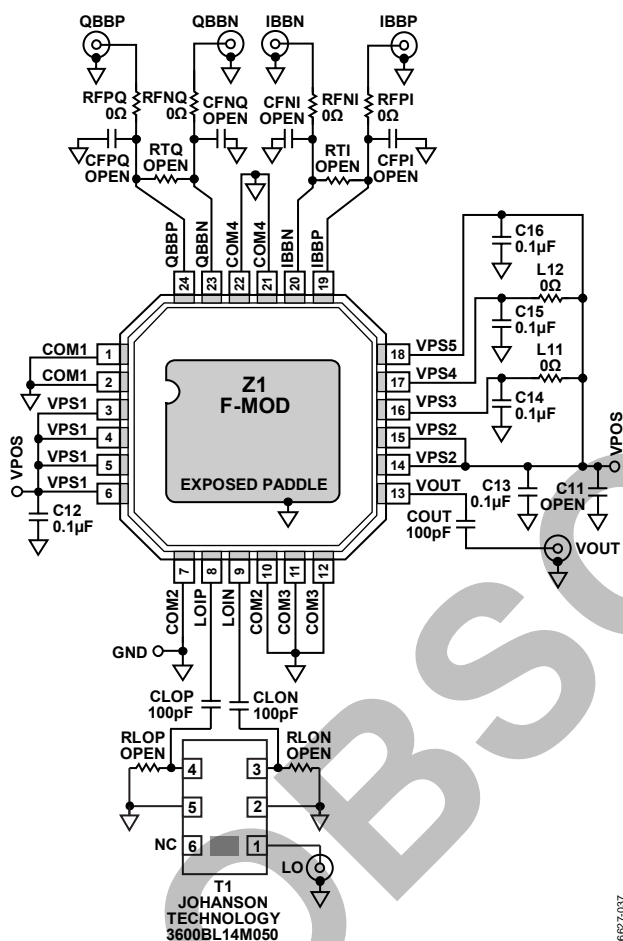 QBBP QBBN IBBN IBBP
RFPQ 0Ω
RFNQ 0Ω
CFNQ OPEN
CFNI OPEN
RFNI 0Ω
RFPI 0Ω
CFPQ OPEN
RTQ OPEN
RTI OPEN
CFPI OPEN
QBBP QBBN COM4 COM4 IBBN IBBP
24 23 22 21 20 19
C16 0.1µF
L12 0Ω
C15 0.1µF
L11 0Ω
C14 0.1µF
COM1 1
COM1 2
VPS1 3
VPS1 4
VPS1 5
VPS1 6
VPOS
C12 0.1µF
Z1
F-MOD
EXPOSED PADDLE
18 VPS5
17 VPS4
16 VPS3
15 VPS2
14 VPS2
13 VOUT
VPOS
C13 0.1µF
C11 OPEN
COUT 100pF
VOUT
7 8 9 10 11 12
COM2 LOIP LOIN COM2 COM3 COM3
GND
CLOP 100pF
CLON 100pF
RLOP OPEN
RLON OPEN
4 3
5 2
NC 6 1
LO
T1
JOHANSON
TECHNOLOGY
3600BL14M050
OBSO
6627-037